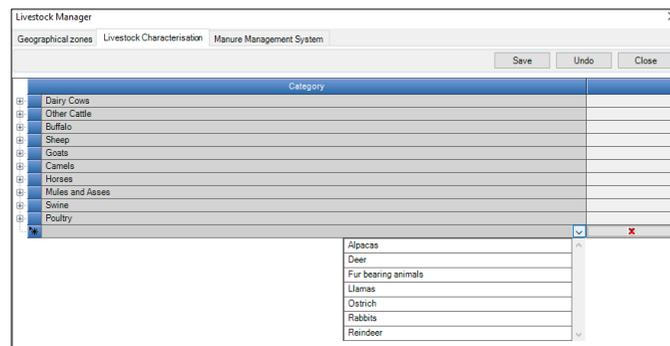 Livestock Manager
Geographical zones Livestock Characterisation Manure Management System
Save Undo Close
Category
Dairy Cows
Other Cattle
Buffalo
Sheep
Goats
Camels
Horses
Mules and Asses
Swine
Poultry
Alpacas
Deer
Fur bearing animals
Llamas
Ostrich
Rabbits
Reindeer